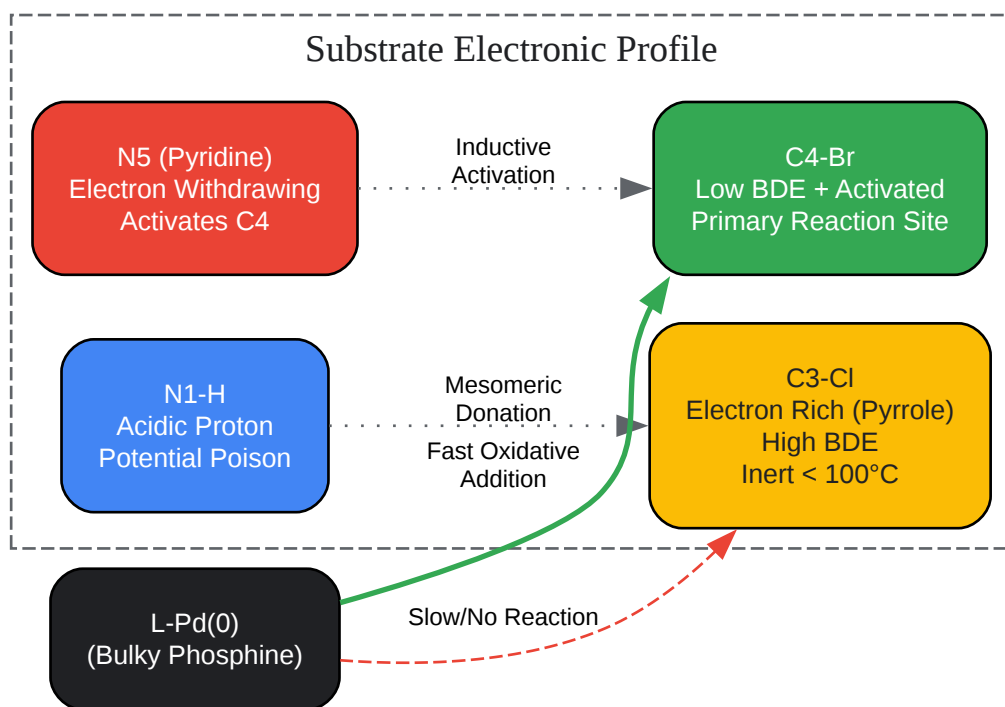 Substrate Electronic Profile
N5 (Pyridine)
Electron Withdrawing
Activates C4
Inductive
Activation
C4-Br
Low BDE + Activated
Primary Reaction Site
N1-H
Acidic Proton
Potential Poison
Mesomeric
Donation
Fast Oxidative
Addition
C3-Cl
Electron Rich (Pyrrole)
High BDE
Inert < 100°C
L-Pd(0)
(Bulky Phosphine)
Slow/No Reaction